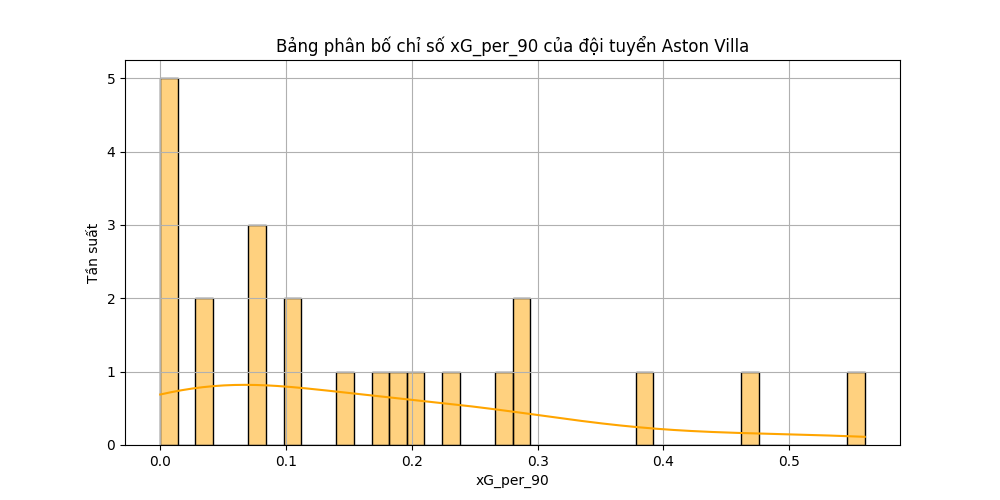 Bảng phân bố chỉ số xG_per_90 của đội tuyển Aston Villa
5
4
3
2
1
0
Tần suất
0.0 0.1 0.2 0.3 0.4 0.5
xG_per_90